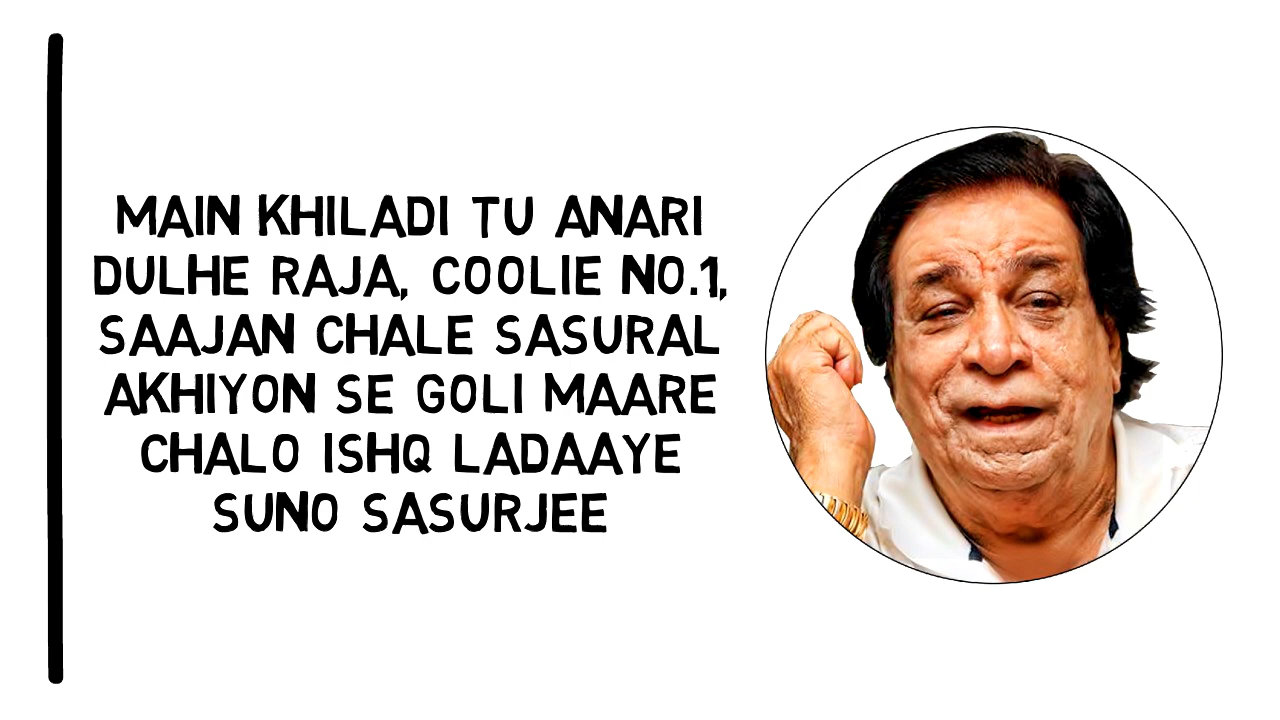 MAIN KHILADI TU ANARI
DULHE RAJA, COOLIE NO.1,
SAAJAN CHALE SASURAL
AKHIYON SE GOLI MAARE
CHALO ISHQ LADAAYE
SUNO SASURJEE